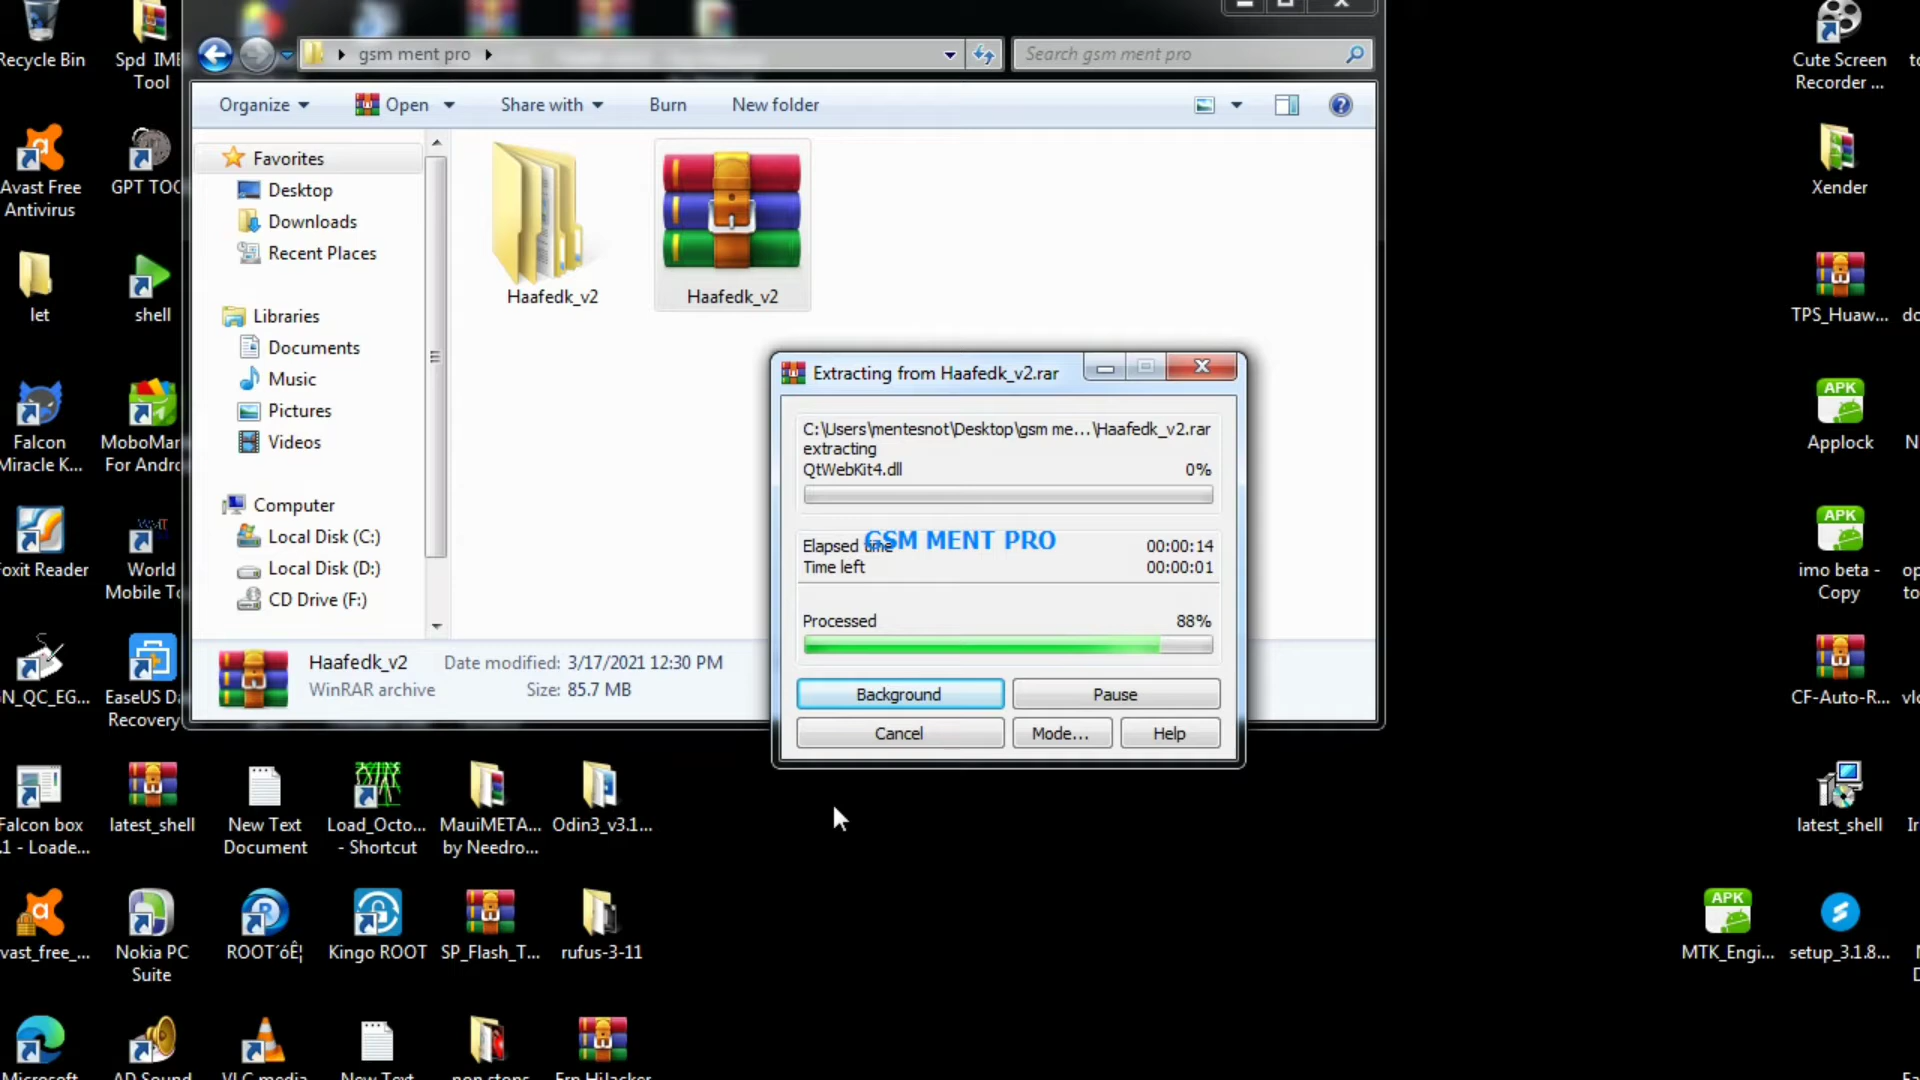 gsm ment pro
Search gsm ment pro
Organize
Open
Share with
Burn
New folder
Favorites
Desktop
Downloads
Recent Places
Libraries
Documents
Music
Pictures
Videos
Computer
Local Disk (C:)
Local Disk (D:)
CD Drive (F:)
Haafedk_v2
Haafedk_v2
Haafedk_v2
Date modified: 3/17/2021 12:30 PM
WinRAR archive
Size: 85.7 MB
Extracting from Haafedk_v2.rar
C:\Users\mentesnot\Desktop\gsm me...\Haafedk_v2.rar
extracting
QtWebKit4.dll 0%
GSM MENT PRO
Elapsed time 00:00:14
Time left 00:00:01
Processed 88%
Background
Pause
Cancel
Mode...
Help
Recycle Bin
Spd IME
Tool
Avast Free
Antivirus
GPT TOO
let
shell
Falcon
Miracle K...
MoboMar
For Andro
Foxit Reader
World
Mobile To
N_QC_EG...
EaseUS Da
Recovery
Falcon box
.1 - Loade...
latest_shell
New Text
Document
Load_Octo...
- Shortcut
MauiMETA...
by Needro...
Odin3_v3.1...
vast_free_...
Nokia PC
Suite
Kingo ROOT
SP_Flash_T...
rufus-3-11
Microsoft
AD Sound
VLC media
New Text
non stops
Frp HiJacker
Cute Screen
Recorder ...
Xender
TPS_Huaw...
APK
Applock
APK
imo beta -
Copy
CF-Auto-R...
latest_shell
APK
MTK_Engi...
setup_3.1.8...